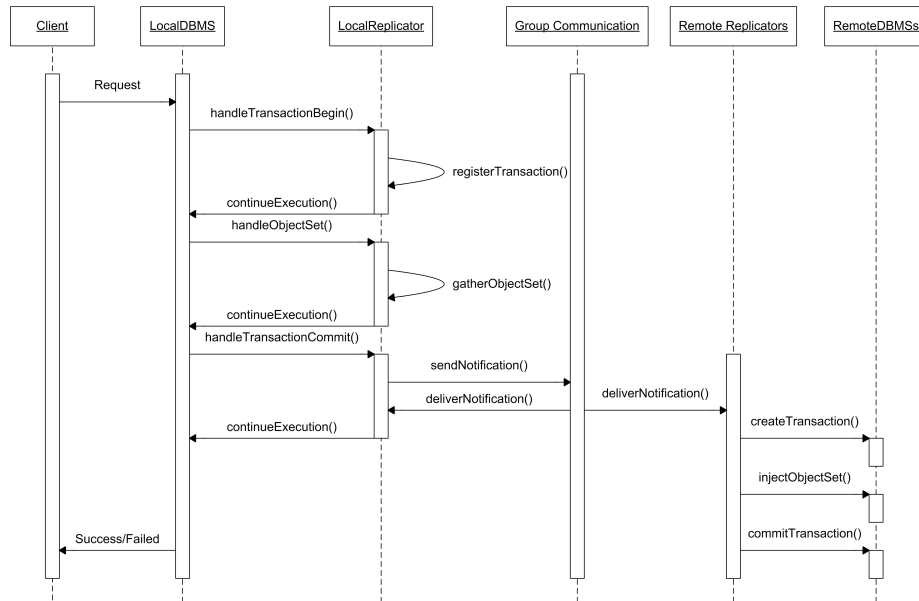 Client
LocalDBMS
LocalReplicator
Group Communication
Remote Replicators
RemoteDBMSs
Request
handleTransactionBegin()
registerTransaction()
continueExecution()
handleObjectSet()
gatherObjectSet()
continueExecution()
handleTransactionCommit()
sendNotification()
deliverNotification()
deliverNotification()
continueExecution()
createTransaction()
injectObjectSet()
commitTransaction()
Success/Failed